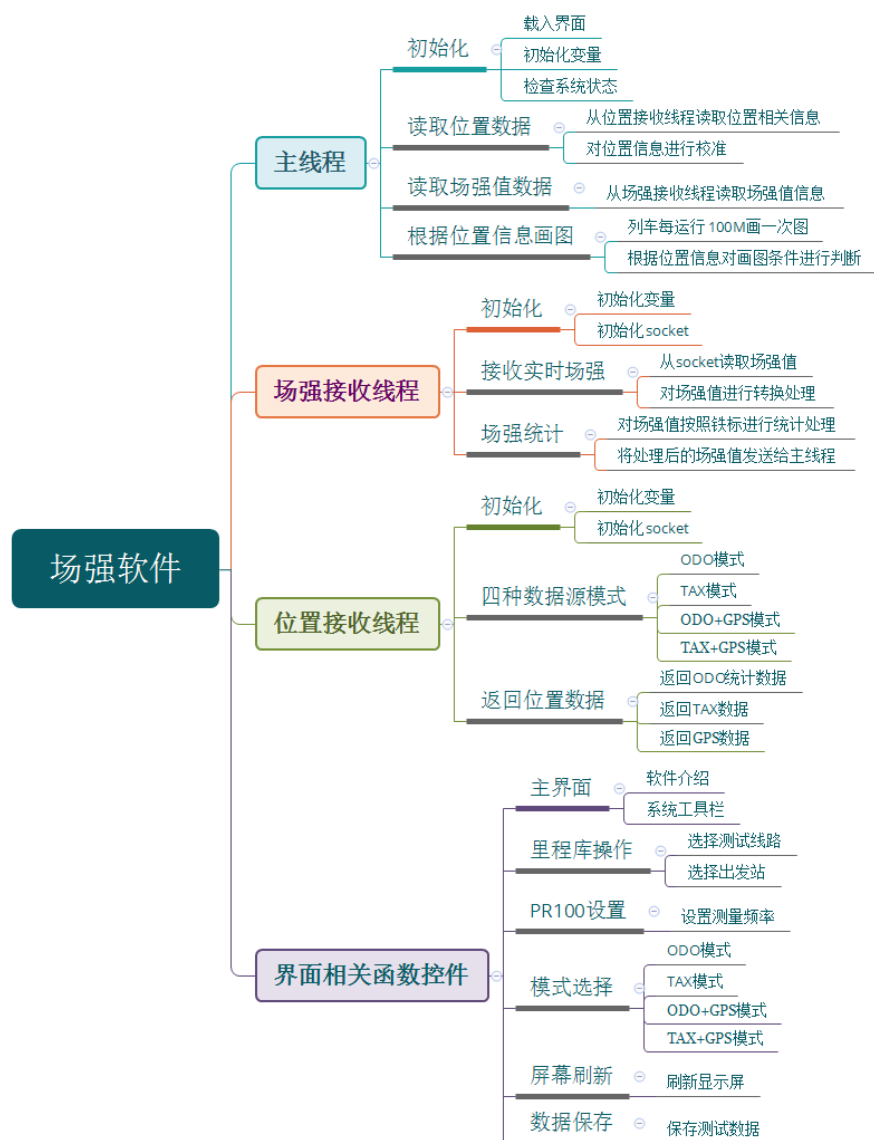 场强软件
主线程
初始化
载入界面
初始化变量
检查系统状态
读取位置数据
从位置接收线程读取位置相关信息
对位置信息进行校准
读取场强值数据
从场强接收线程读取场强值信息
根据位置信息画图
列车每运行100M画一次图
根据位置信息对画图条件进行判断
场强接收线程
初始化
初始化变量
初始化socket
接收实时场强
从socket读取场强值
对场强值进行转换处理
场强统计
对场强值按照铁标进行统计处理
将处理后的场强值发送给主线程
位置接收线程
初始化
初始化变量
初始化socket
四种数据源模式
ODO模式
TAX模式
ODO+GPS模式
TAX+GPS模式
返回位置数据
返回ODO统计数据
返回TAX数据
返回GPS数据
界面相关函数控件
主界面
软件介绍
系统工具栏
里程库操作
选择测试线路
选择出发站
PR100设置
设置测量频率
模式选择
ODO模式
TAX模式
ODO+GPS模式
TAX+GPS模式
屏幕刷新
刷新显示屏
数据保存
保存测试数据